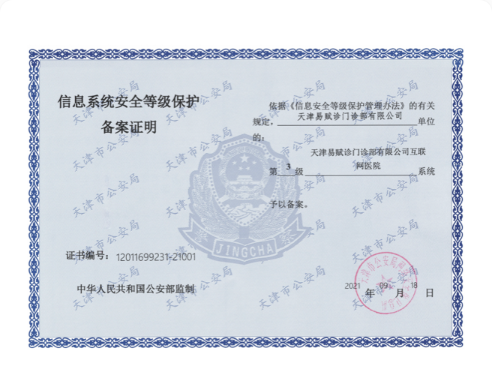 信息系统安全等级保护
备案证明
依据《信息安全等级保护管理办法》的有关
规定，天津易赋诊门诊部有限公司单位
的：
天津易赋诊门诊部有限公司互联
第 3 级 网医院 系统
予以备案。
JINGCHA
证书编号：12011699231-21001
中华人民共和国公安部监制
2021 年 09 月 18 日
天津市公安局